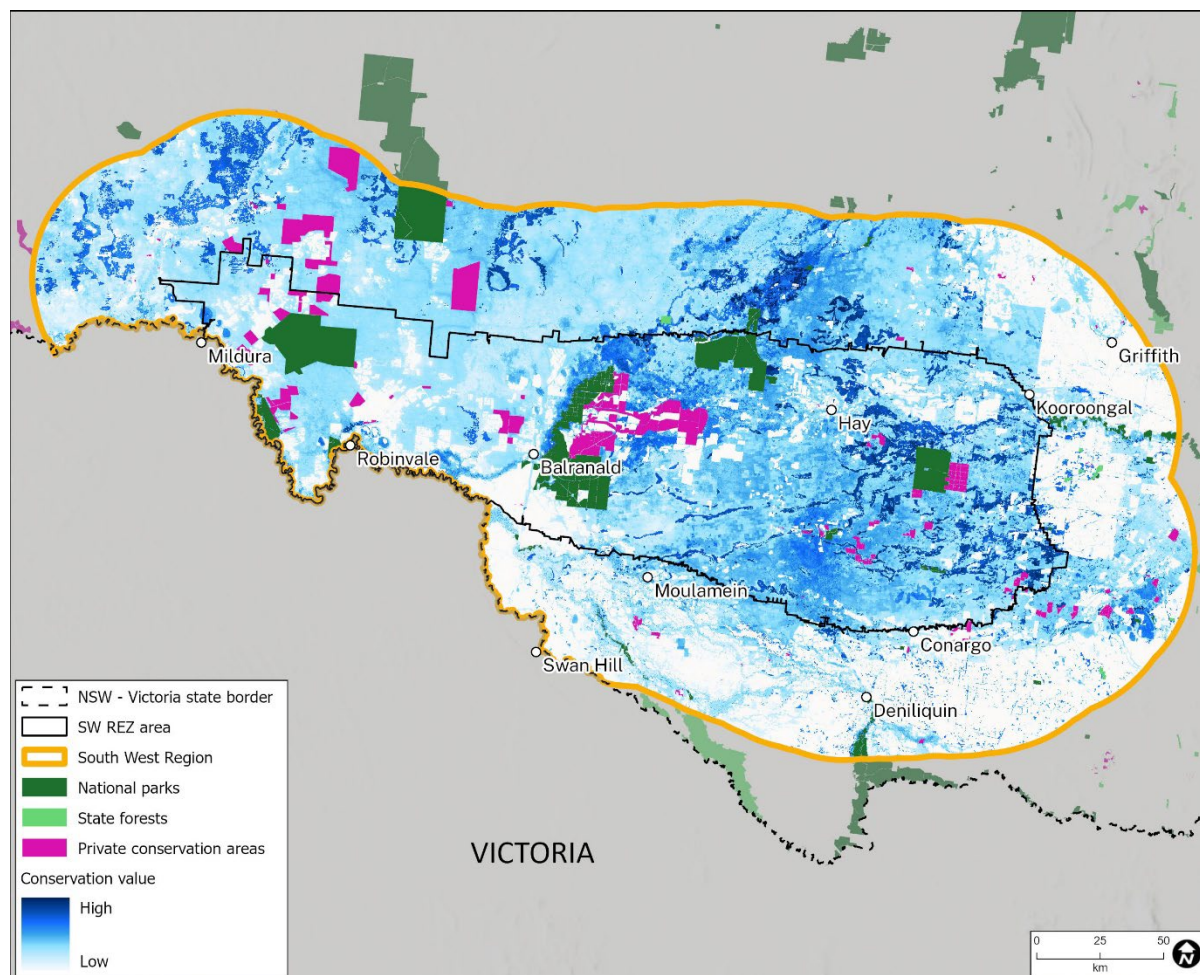 Mildura
Griffith
Kooroongal
Hay
Robinvale
Balranald
Moulamein
Conargo
Swan Hill
Deniliquin
VICTORIA
NSW - Victoria state border
SW REZ area
South West Region
National parks
State forests
Private conservation areas
Conservation value
High
Low
0 25 50
km
N